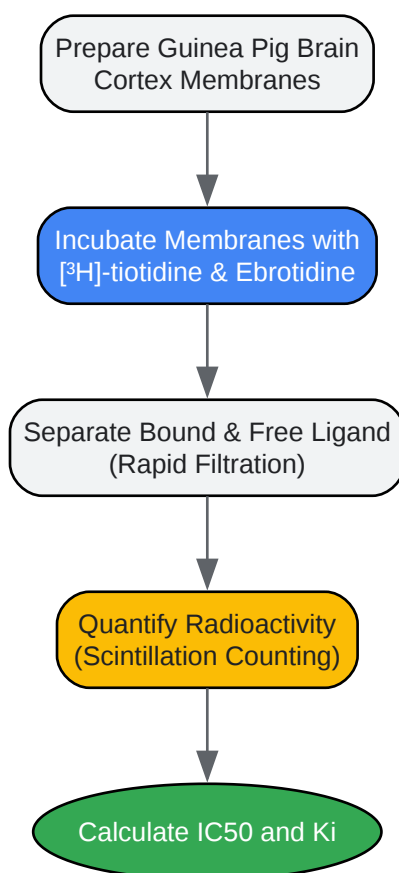 Prepare Guinea Pig Brain
Cortex Membranes
Incubate Membranes with
[³H]-tiotidine & Ebrotidine
Separate Bound & Free Ligand
(Rapid Filtration)
Quantify Radioactivity
(Scintillation Counting)
Calculate IC50 and Ki